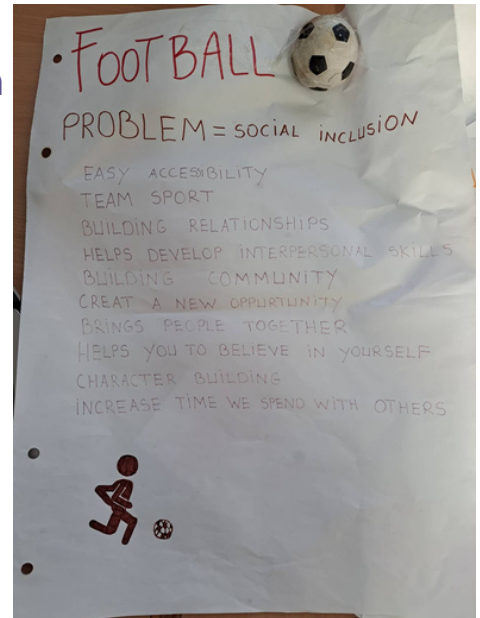 FOOTBALL
PROBLEM = SOCIAL INCLUSION
EASY ACCESSIBILITY
TEAM SPORT
BUILDING RELATIONSHIPS
HELPS DEVELOP INTERPERSONAL SKILLS
BUILDING COMMUNITY
CREAT A NEW OPPURTUNITY
BRINGS PEOPLE TOGETHER
HELPS YOU TO BELIEVE IN YOURSELF
CHARACTER BUILDING
INCREASE TIME WE SPEND WITH OTHERS